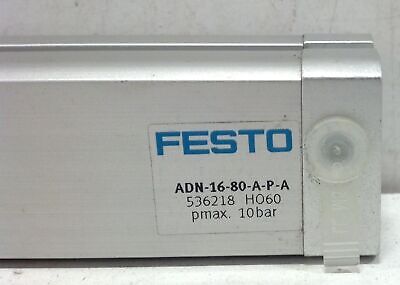 FESTO
ADN-16-80-A-P-A
536218 HO60
pmax. 10bar